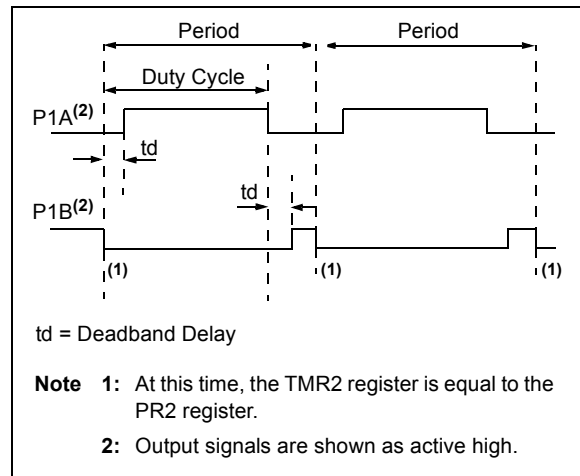 Period Period
Duty Cycle
P1A(2)
td
td
P1B(2)
(1) (1) (1)
td = Deadband Delay
Note 1: At this time, the TMR2 register is equal to the
PR2 register.
2: Output signals are shown as active high.